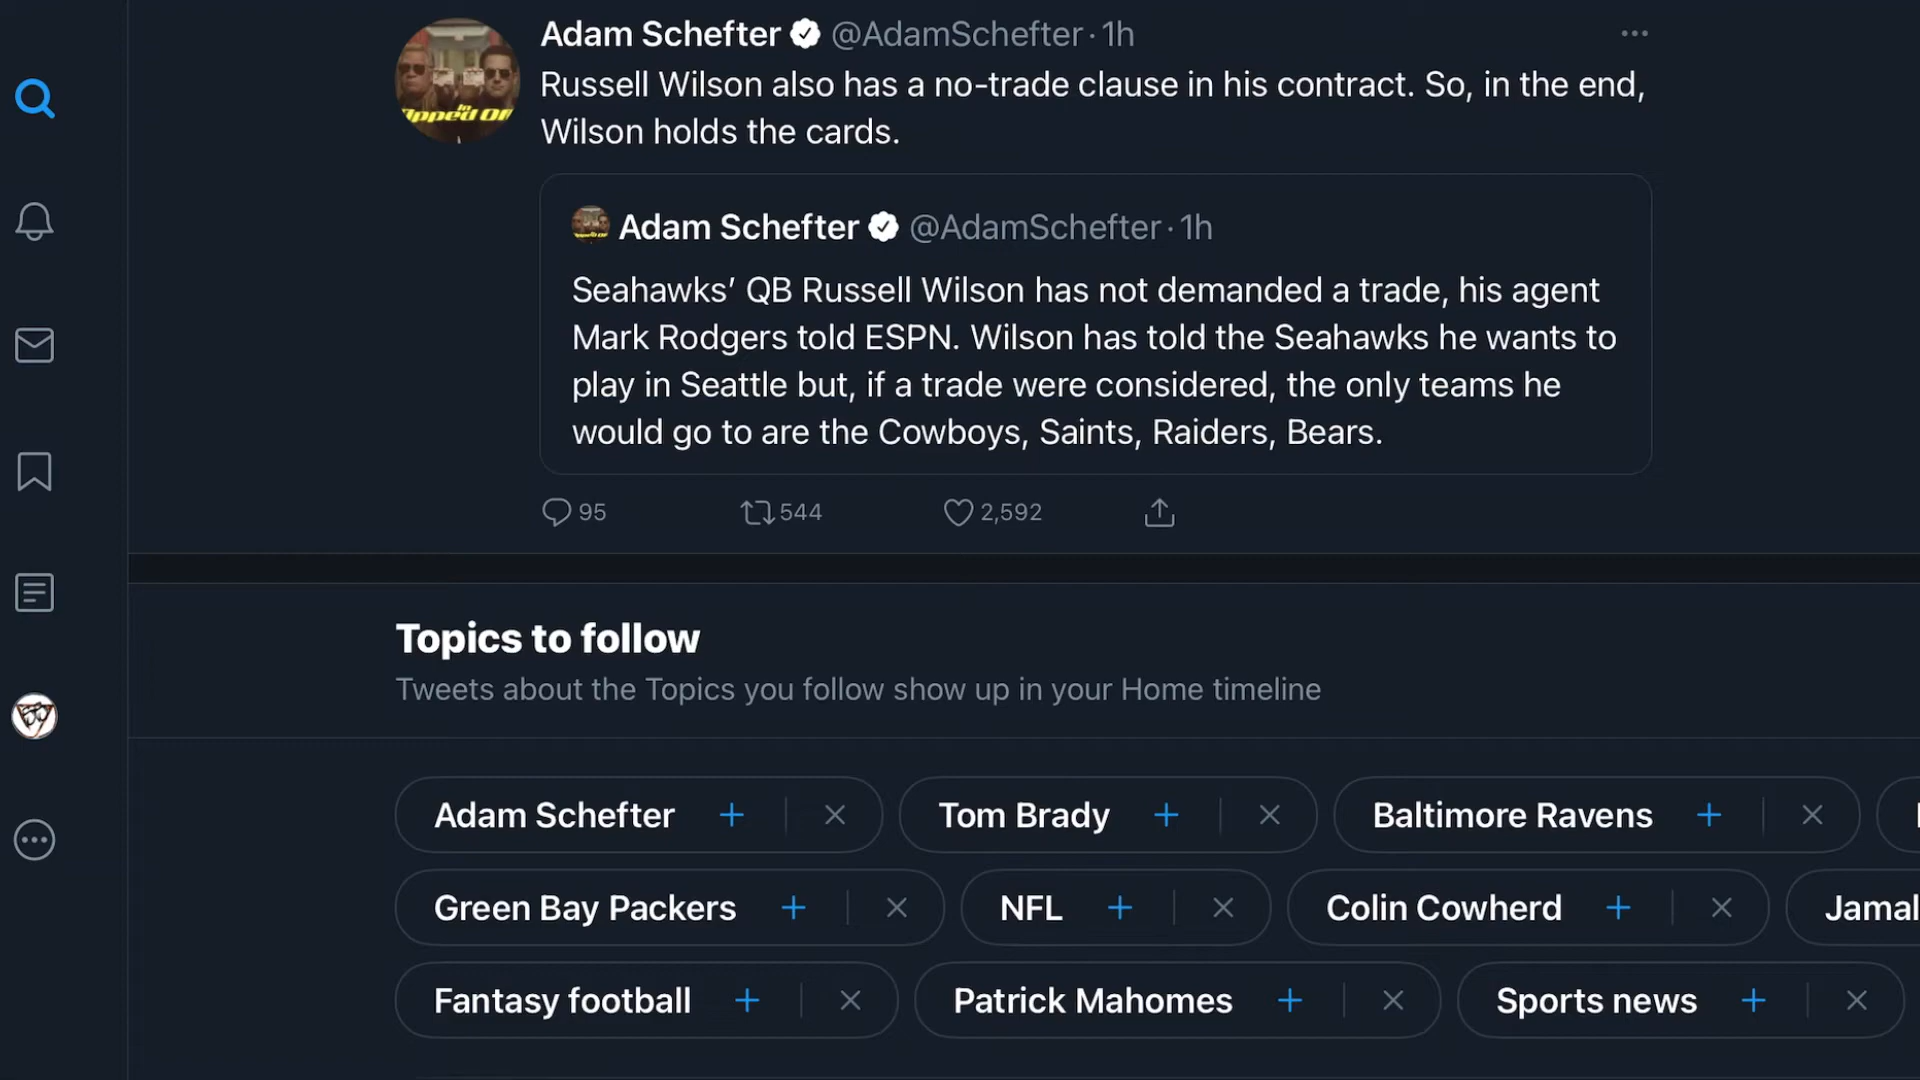 Adam Schefter @AdamSchefter · 1h
Russell Wilson also has a no-trade clause in his contract. So, in the end,
Wilson holds the cards.
Adam Schefter @AdamSchefter · 1h
Seahawks’ QB Russell Wilson has not demanded a trade, his agent
Mark Rodgers told ESPN. Wilson has told the Seahawks he wants to
play in Seattle but, if a trade were considered, the only teams he
would go to are the Cowboys, Saints, Raiders, Bears.
95 544 2,592
Topics to follow
Tweets about the Topics you follow show up in your Home timeline
Adam Schefter Tom Brady Baltimore Ravens
Green Bay Packers NFL Colin Cowherd Jamal
Fantasy football Patrick Mahomes Sports news